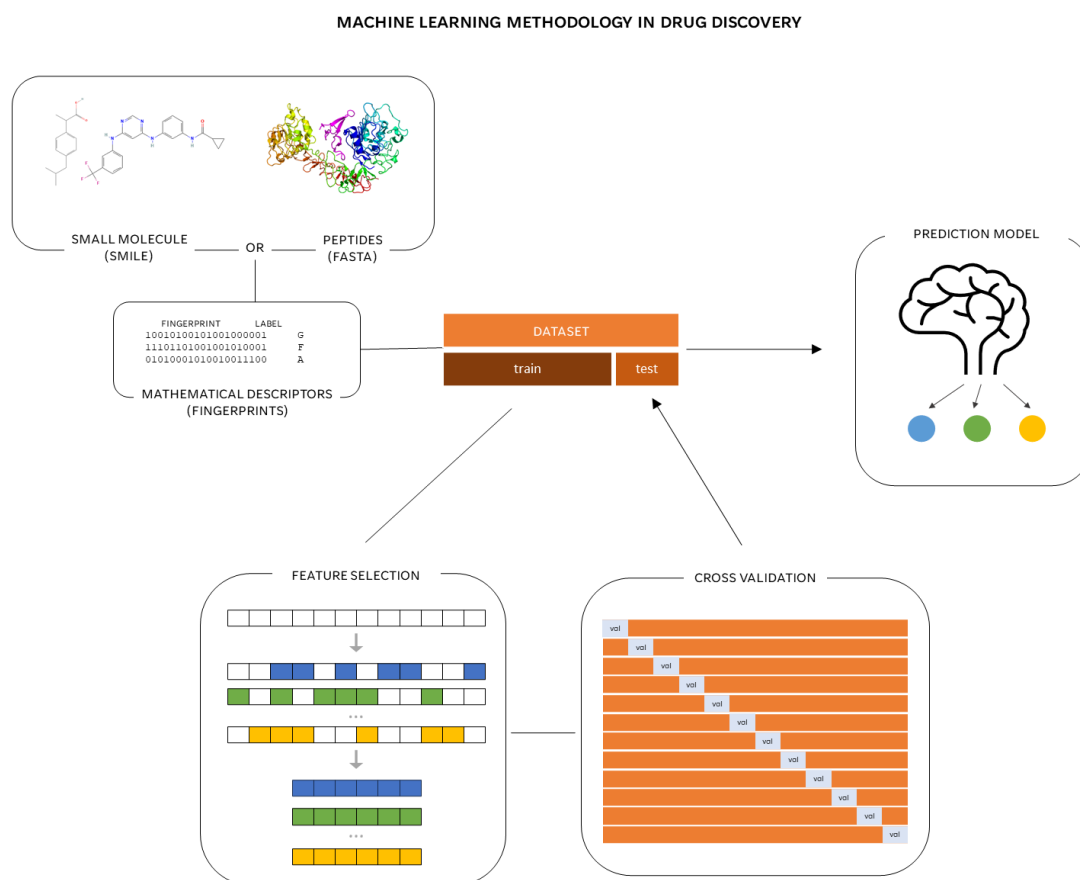 MACHINE LEARNING METHODOLOGY IN DRUG DISCOVERY
SMALL MOLECULE
(SMILE)
OR
PEPTIDES
(FASTA)
FINGERPRINT LABEL
10010100101001000001 G
11101101001001010001 F
01010001010010011100 A
MATHEMATICAL DESCRIPTORS
(FINGERPRINTS)
DATASET
train
test
PREDICTION MODEL
FEATURE SELECTION
...
...
CROSS VALIDATION
val
val
val
val
val
val
val
val
val
val
val
val